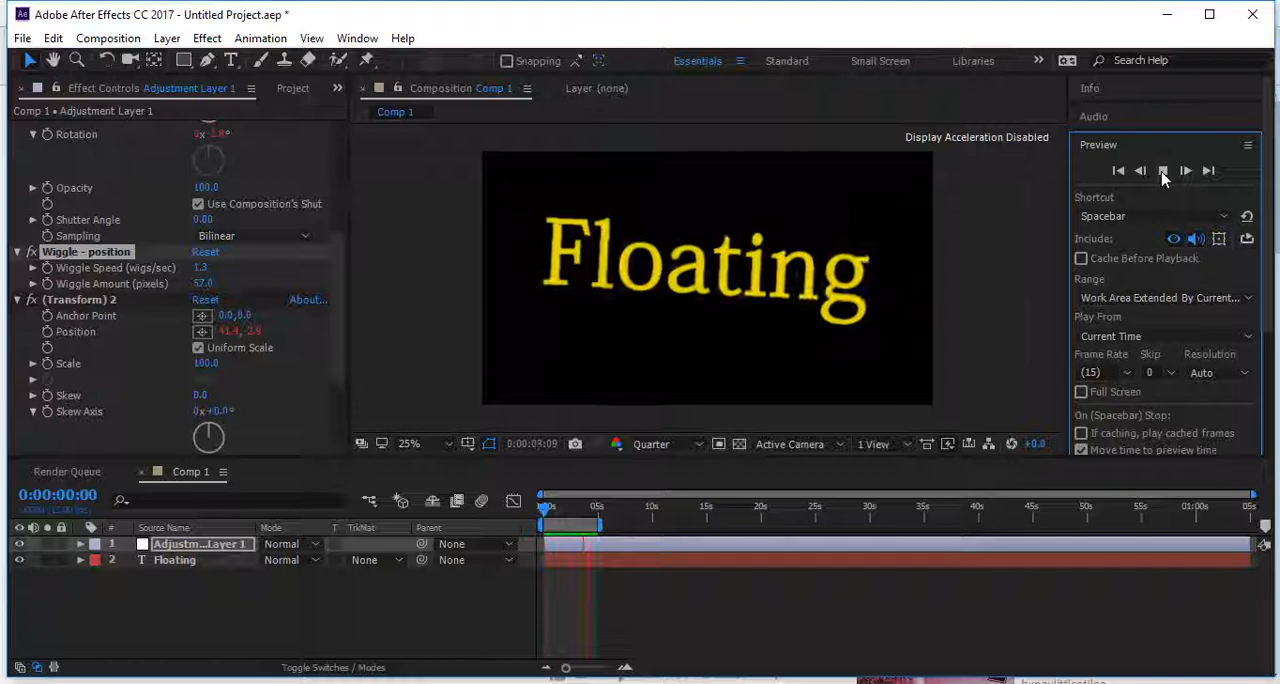 Adobe After Effects CC 2017 - Untitled Project.aep *
File Edit Composition Layer Effect Animation View Window Help
Snapping Essentials Standard Small Screen Libraries Search Help
Effect Controls Adjustment Layer 1 Project
Composition Comp 1 Layer (none)
Info
Comp 1 • Adjustment Layer 1
Comp 1
Audio
Rotation 0x-1.8°
Display Acceleration Disabled
Preview
Opacity 100.0
Use Composition's Shut
Shutter Angle 0.00
Sampling Bilinear
fx Wiggle - position Reset
Wiggle Speed (wigs/sec) 1.3
Wiggle Amount (pixels) 57.0
fx (Transform) 2 Reset About...
Anchor Point 0.0,0.0
Position
Uniform Scale
Scale 100.0
Skew 0.0
Skew Axis 0x+0.0°
Floating
Shortcut
Spacebar
Include:
Cache Before Playback
Range
Work Area Extended By Current...
Play From
Current Time
Frame Rate Skip Resolution
(15) 0 Auto
Full Screen
On (Spacebar) Stop:
If caching, play cached frames
Move time to preview time
25% 0:00:03:09 Quarter Active Camera 1 View +0.0
Render Queue Comp 1
0:00:00:00
05s 10s 15s 20s 25s 30s 35s 40s 45s 50s 55s 01:00s 05s
# Source Name Mode T TrkMat Parent
1 Adjustm...Layer 1 Normal None
2 T Floating Normal None None
Toggle Switches / Modes